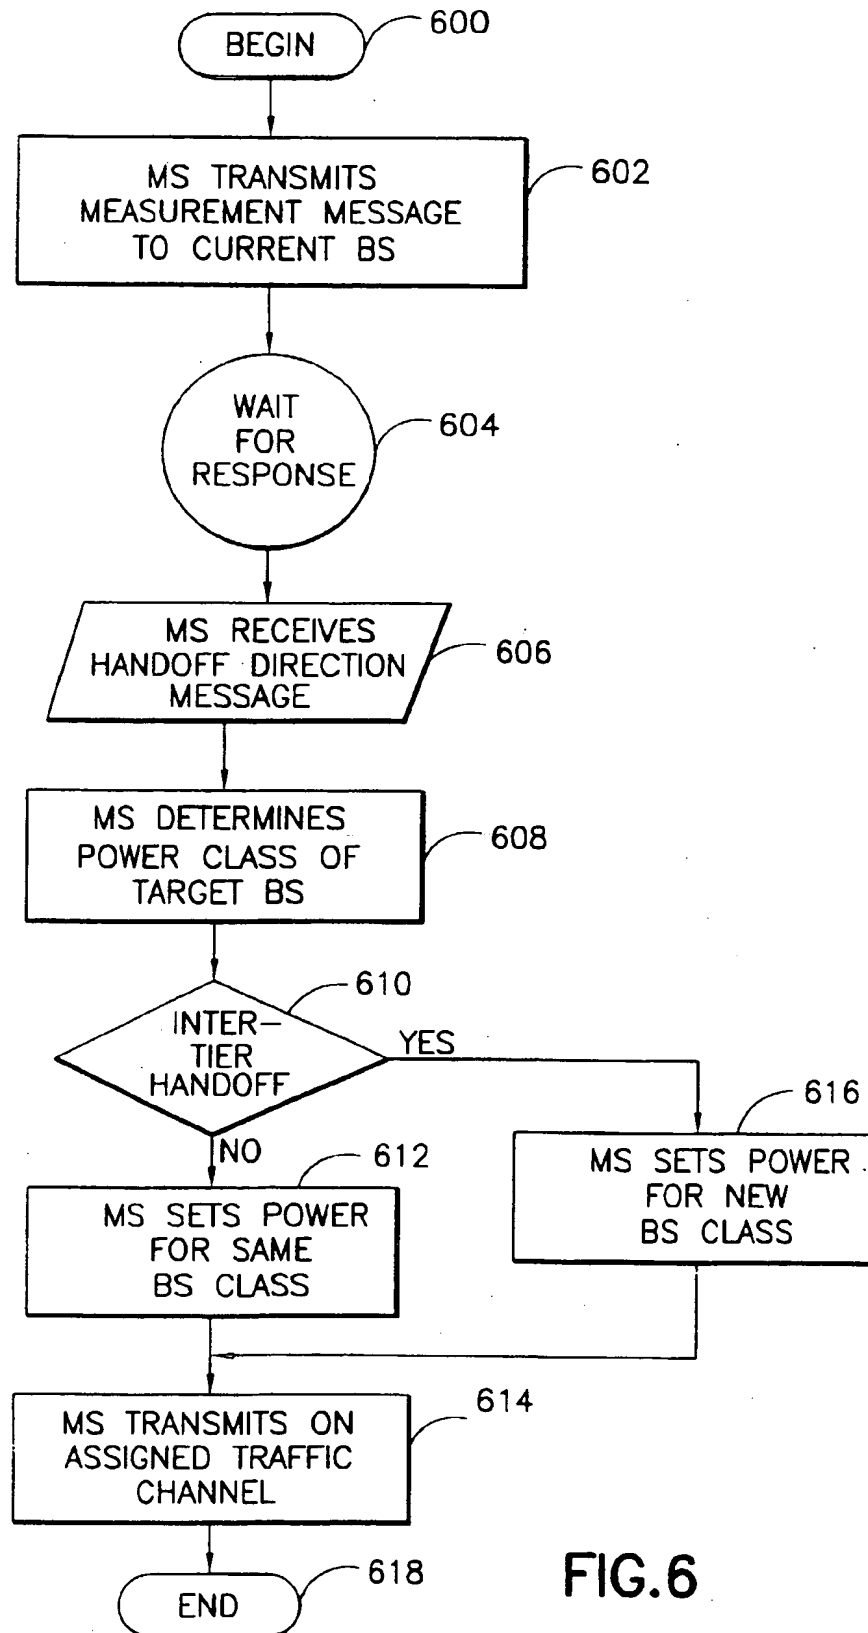 BEGIN
600
MS TRANSMITS
MEASUREMENT MESSAGE
TO CURRENT BS
602
WAIT
FOR
RESPONSE
604
MS RECEIVES
HANDOFF DIRECTION
MESSAGE
606
MS DETERMINES
POWER CLASS OF
TARGET BS
608
610
INTER-
TIER
HANDOFF
YES
NO
612
MS SETS POWER
FOR SAME
BS CLASS
616
MS SETS POWER
FOR NEW
BS CLASS
614
MS TRANSMITS ON
ASSIGNED TRAFFIC
CHANNEL
618
END
FIG.6